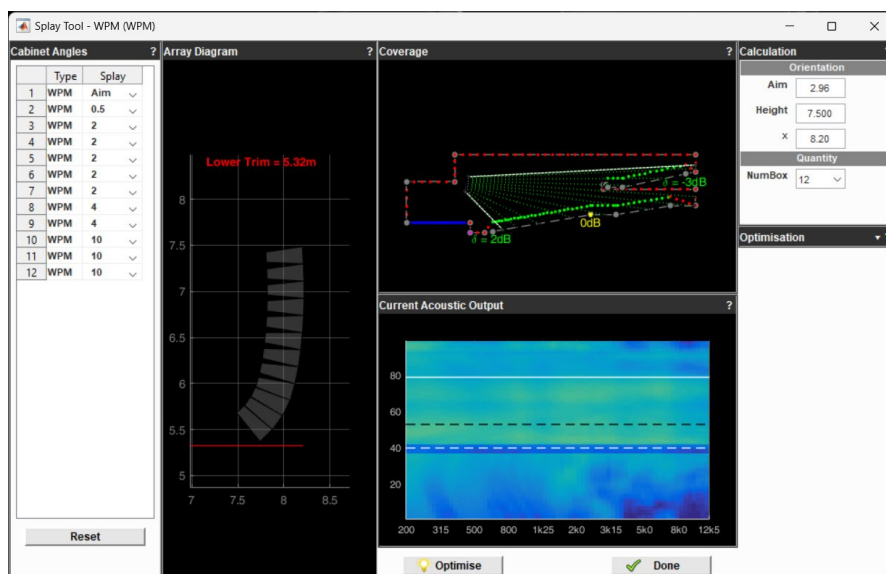 Splay Tool - WPM (WPM)
Cabinet Angles ?
Type Splay
1 WPM Aim
2 WPM 0.5
3 WPM 2
4 WPM 2
5 WPM 2
6 WPM 2
7 WPM 2
8 WPM 4
9 WPM 4
10 WPM 10
11 WPM 10
12 WPM 10
Reset
Array Diagram ?
Lower Trim = 5.32m
8
7.5
7
6.5
6
5.5
5
7 7.5 8 8.5
Coverage ?
∂ = -3dB
0dB
∂ = 2dB
Current Acoustic Output ?
80
60
40
20
200 315 500 800 1k25 2k0 3k15 5k0 8k0 12k5
Optimise Done
Calculation
Orientation
Aim 2.96
Height 7.500
x 8.20
Quantity
NumBox 12
Optimisation